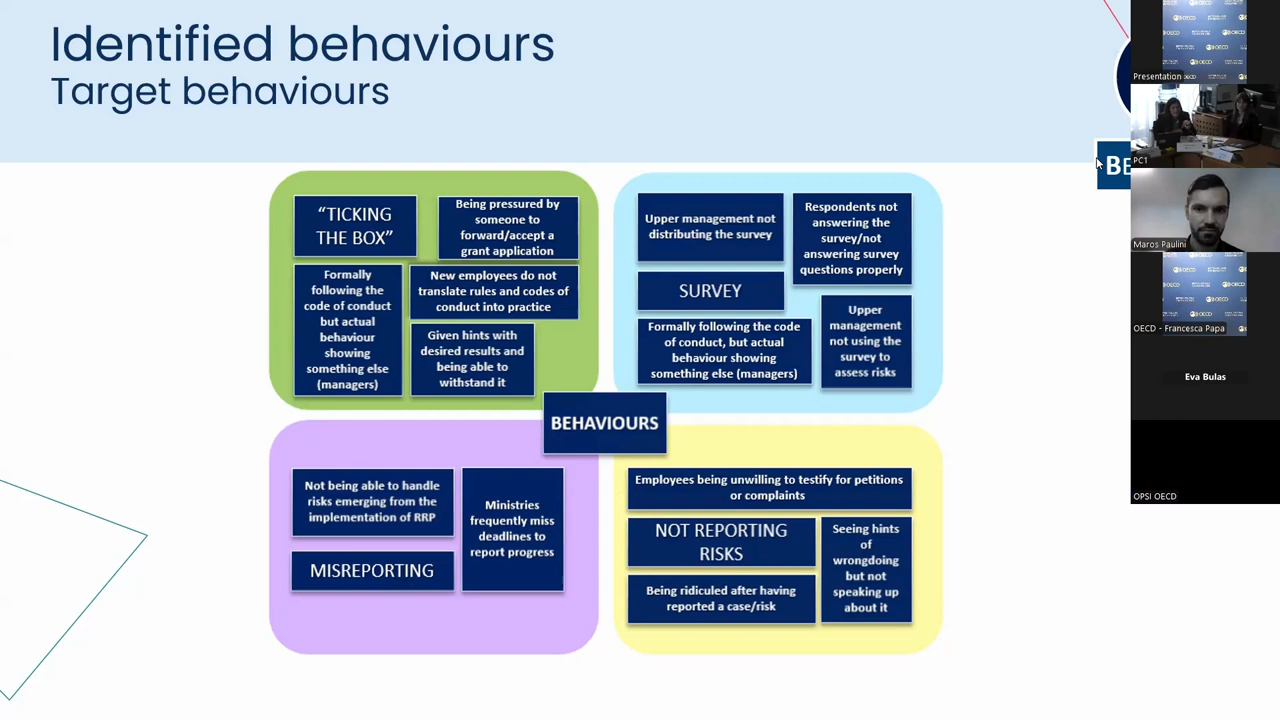 Identified behaviours
Target behaviours
“TICKING
THE BOX”
Being pressured by
someone to
forward/accept a
grant application
Formally
following the
code of conduct
but actual
behaviour
showing
something else
(managers)
New employees do not
translate rules and codes of
conduct into practice
Given hints with
desired results and
being able to
withstand it
Upper management not
distributing the survey
Respondents not
answering the
survey/not
answering survey
questions properly
SURVEY
Formally following the code
of conduct, but actual
behaviour showing
something else (managers)
Upper
management
not using the
survey to
assess risks
BEHAVIOURS
Not being able to handle
risks emerging from the
implementation of RRP
MISREPORTING
Ministries
frequently miss
deadlines to
report progress
Employees being unwilling to testify for petitions
or complaints
NOT REPORTING
RISKS
Being ridiculed after having
reported a case/risk
Seeing hints
of
wrongdoing
but not
speaking up
about it
Presentation
PC1
Maros Paulini
OECD - Francesca Papa
Eva Bulas
OPSI OECD